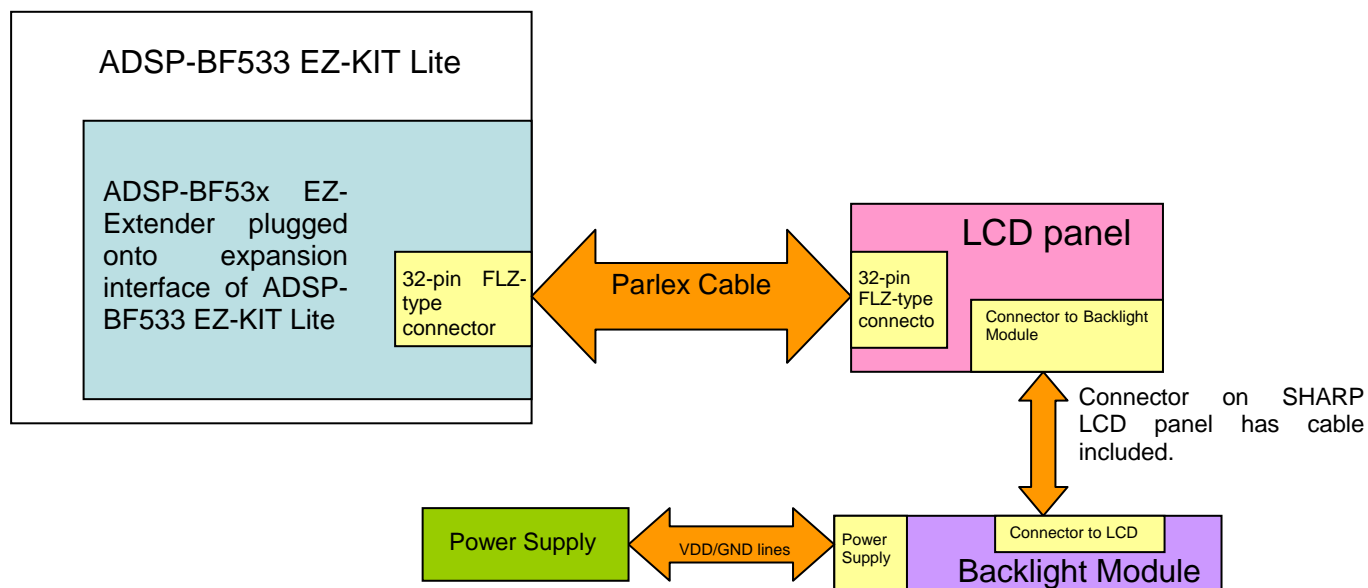 ADSP-BF533 EZ-KIT Lite
ADSP-BF53x EZ-
Extender plugged
onto expansion
interface of ADSP-
BF533 EZ-KIT Lite
32-pin FLZ-
type
connector
Parlex Cable
LCD panel
32-pin
FLZ-type
connecto
Connector to Backlight
Module
Connector on SHARP
LCD panel has cable
included.
Power Supply
VDD/GND lines
Power
Supply
Connector to LCD
Backlight Module